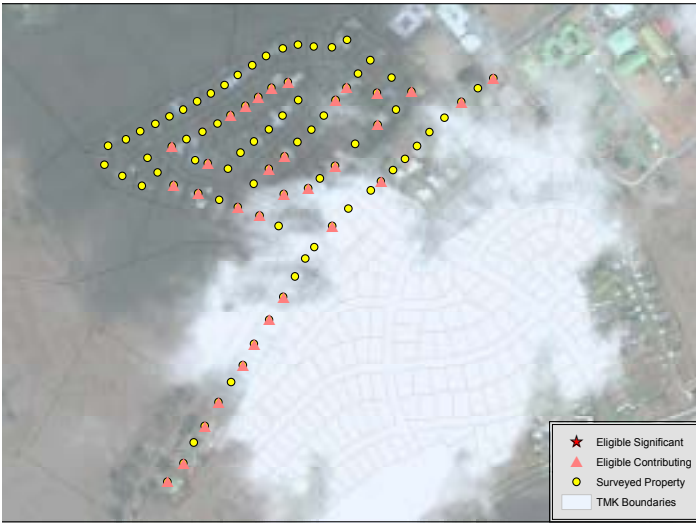 Eligible Significant
Eligible Contributing
Surveyed Property
TMK Boundaries